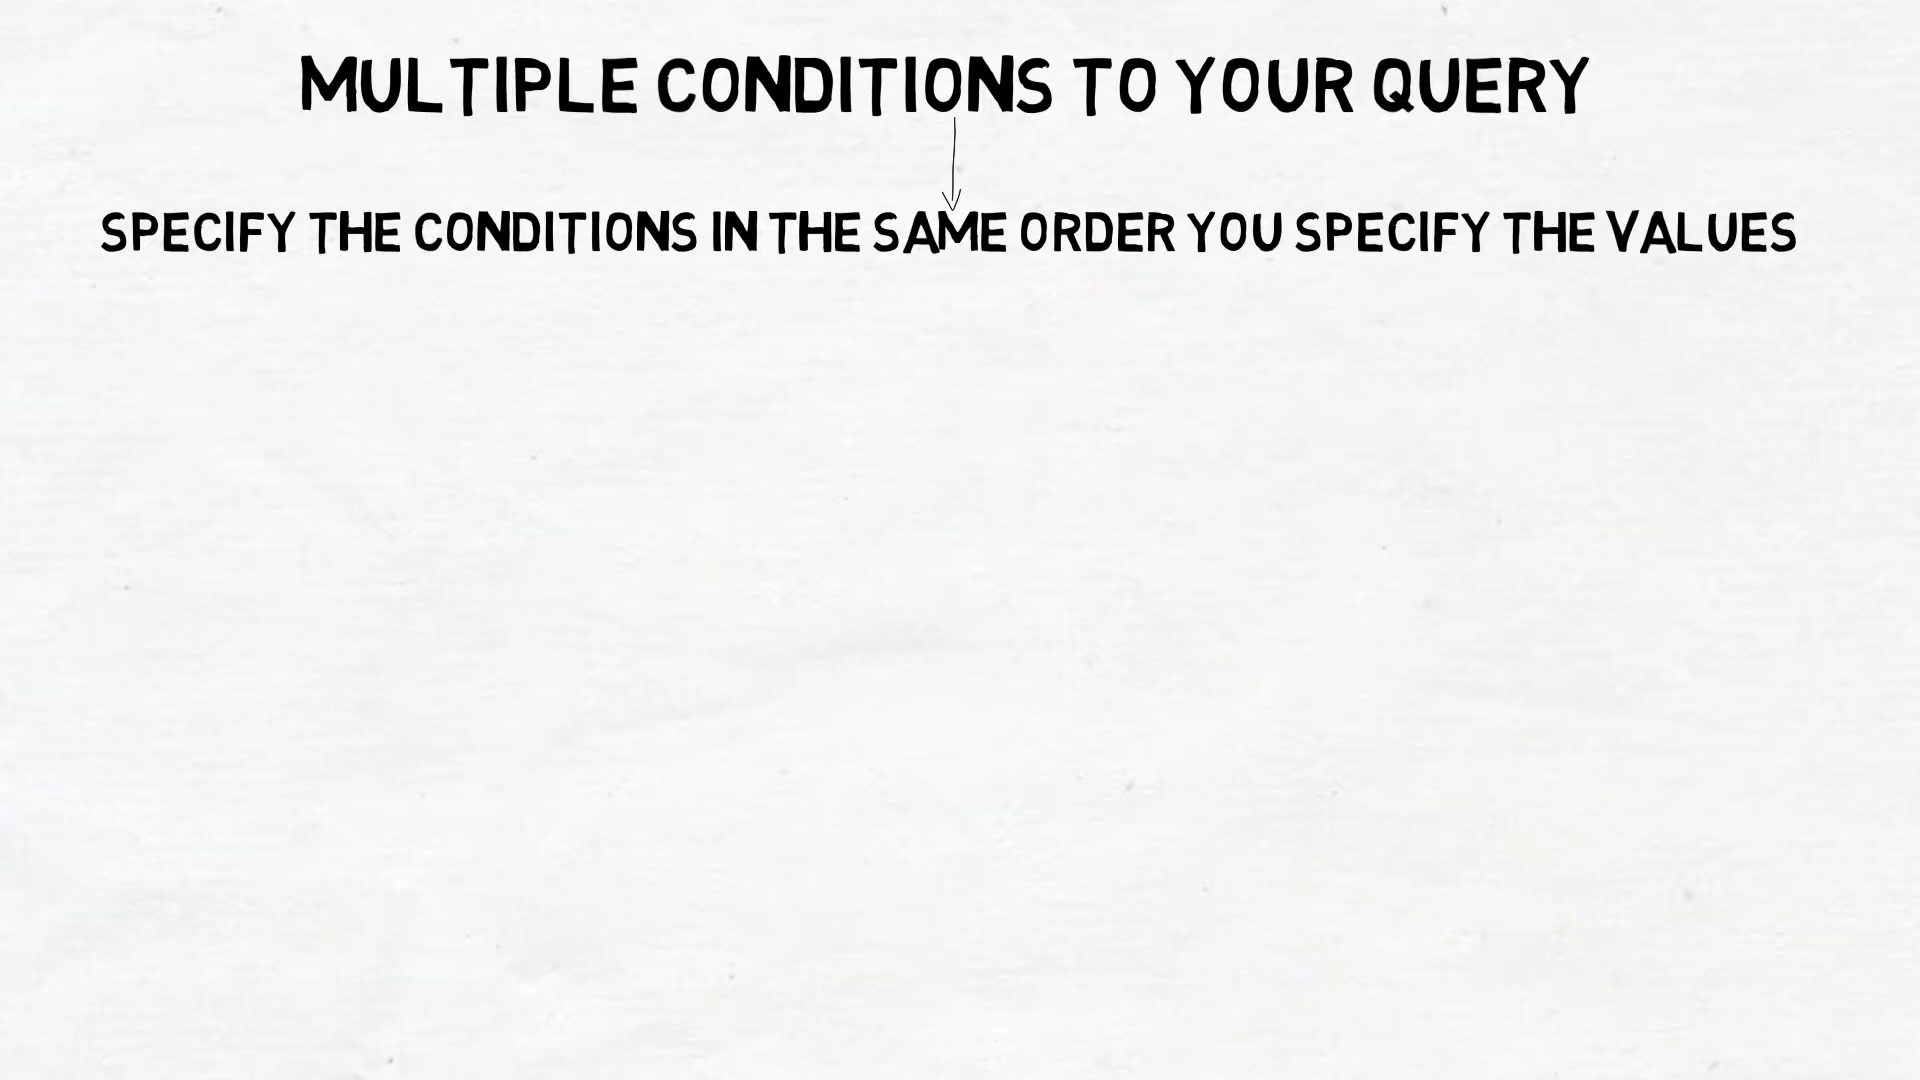 MULTIPLE CONDITIONS TO YOUR QUERY
SPECIFY THE CONDITIONS IN THE SAME ORDER YOU SPECIFY THE VALUES